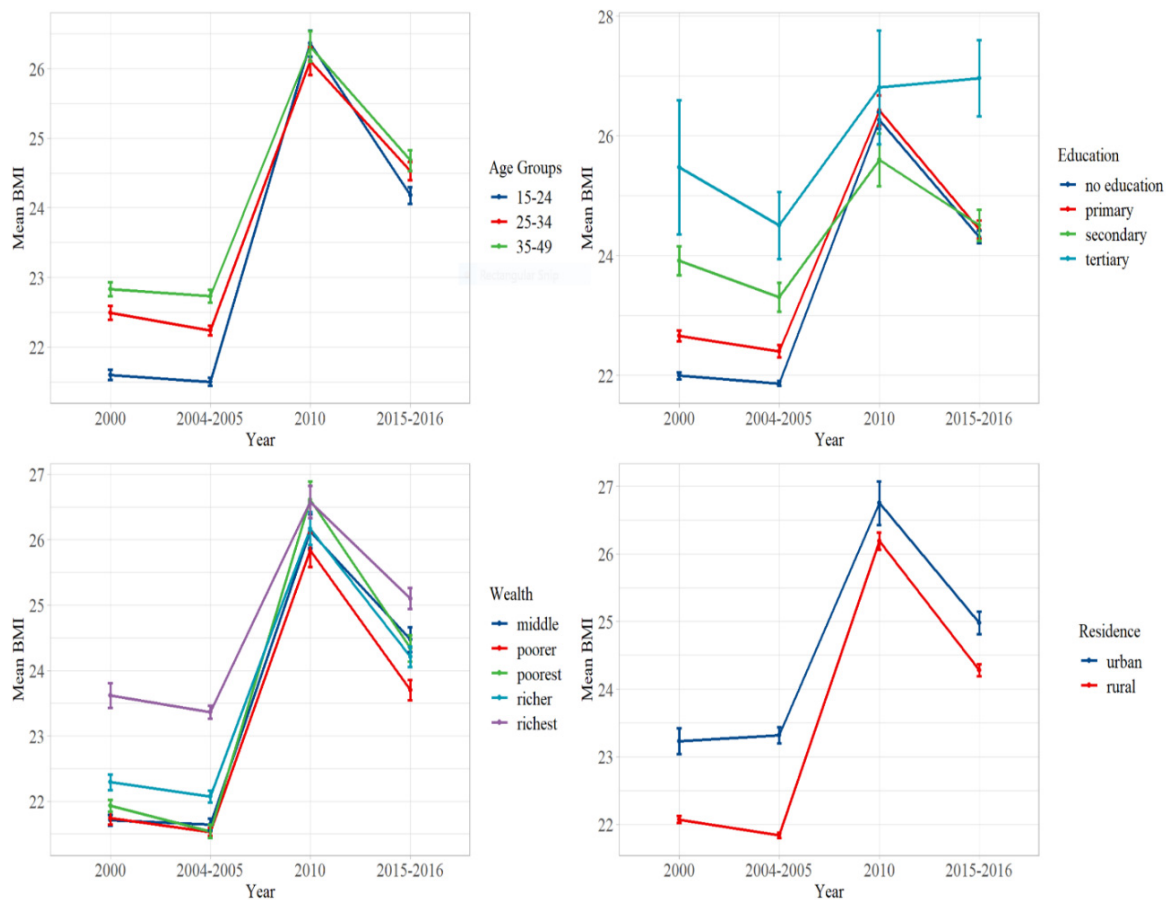 26
25
24
23
22
Mean BMI
2000 2004-2005 2010 2015-2016
Year
Age Groups
15-24
25-34
35-49
28
26
24
22
Mean BMI
2000 2004-2005 2010 2015-2016
Year
Education
no education
primary
secondary
tertiary
27
26
25
24
23
22
Mean BMI
2000 2004-2005 2010 2015-2016
Year
Wealth
middle
poorer
poorest
richer
richest
27
26
25
24
23
22
Mean BMI
2000 2004-2005 2010 2015-2016
Year
Residence
urban
rural